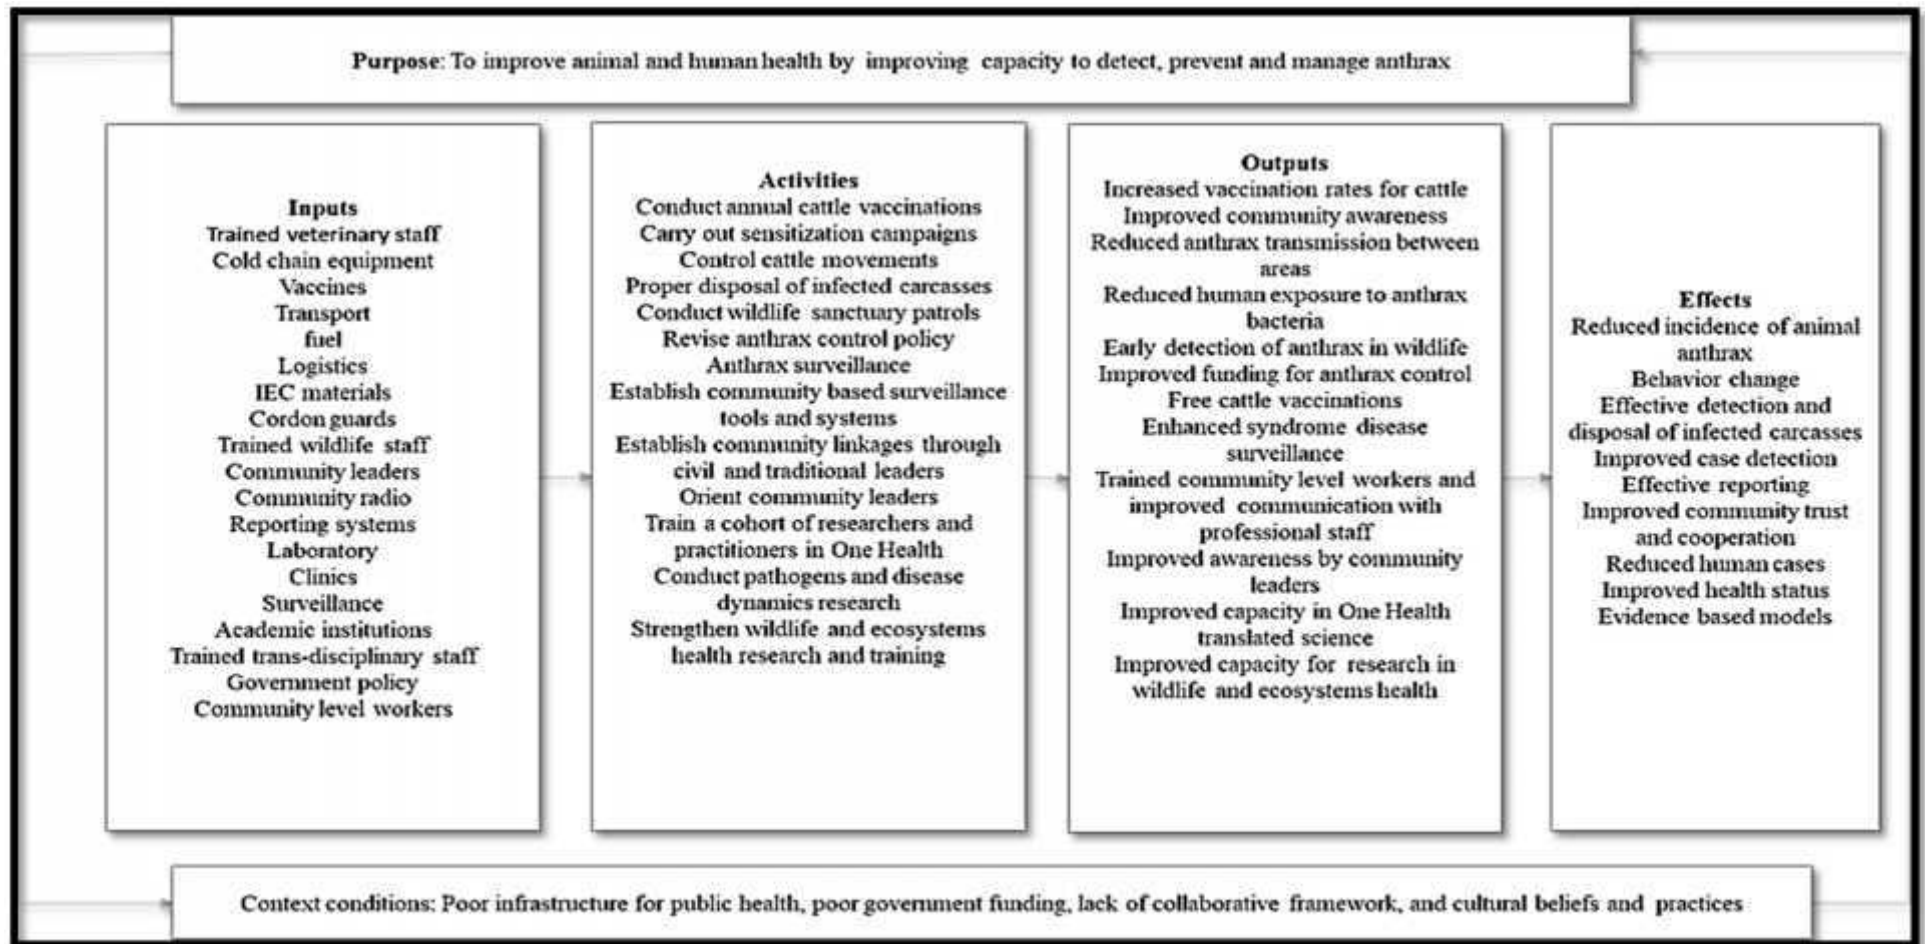 Purpose: To improve animal and human health by improving capacity to detect, prevent and manage anthrax
Inputs
Trained veterinary staff
Cold chain equipment
Vaccines
Transport
fuel
Logistics
IEC materials
Cordon guards
Trained wildlife staff
Community leaders
Community radio
Reporting systems
Laboratory
Clinics
Surveillance
Academic institutions
Trained trans-disciplinary staff
Government policy
Community level workers
Activities
Conduct annual cattle vaccinations
Carry out sensitization campaigns
Control cattle movements
Proper disposal of infected carcasses
Conduct wildlife sanctuary patrols
Revise anthrax control policy
Anthrax surveillance
Establish community based surveillance
tools and systems
Establish community linkages through
civil and traditional leaders
Orient community leaders
Train a cohort of researchers and
practitioners in One Health
Conduct pathogens and disease
dynamics research
Strengthen wildlife and ecosystems
health research and training
Outputs
Increased vaccination rates for cattle
Improved community awareness
Reduced anthrax transmission between
areas
Reduced human exposure to anthrax
bacteria
Early detection of anthrax in wildlife
Improved funding for anthrax control
Free cattle vaccinations
Enhanced syndrome disease
surveillance
Trained community level workers and
improved communication with
professional staff
Improved awareness by community
leaders
Improved capacity in One Health
translated science
Improved capacity for research in
wildlife and ecosystems health
Effects
Reduced incidence of animal
anthrax
Behavior change
Effective detection and
disposal of infected carcasses
Improved case detection
Effective reporting
Improved community trust
and cooperation
Reduced human cases
Improved health status
Evidence based models
Context conditions: Poor infrastructure for public health, poor government funding, lack of collaborative framework, and cultural beliefs and practices